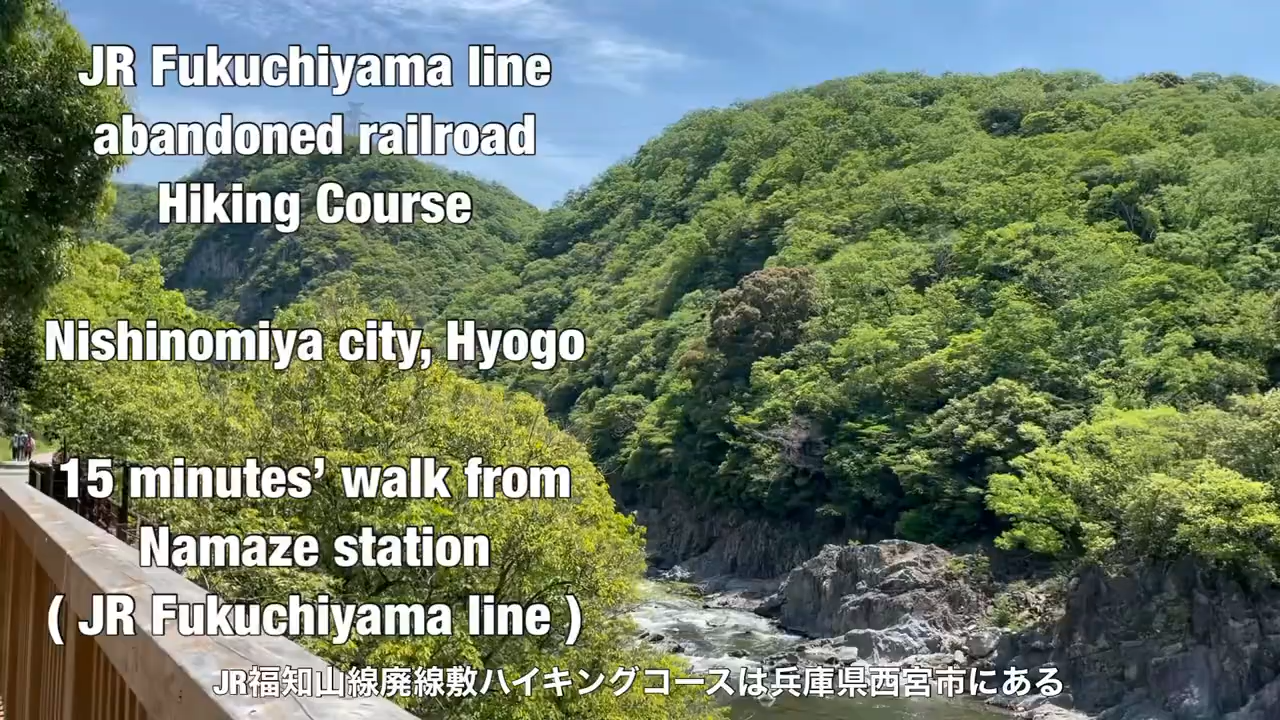 JR Fukuchiyama line
abandoned railroad
Hiking Course
Nishinomiya city, Hyogo
15 minutes’ walk from
Namaze station
( JR Fukuchiyama line )
JR福知山線廃線敷ハイキングコースは兵庫県西宮市にある